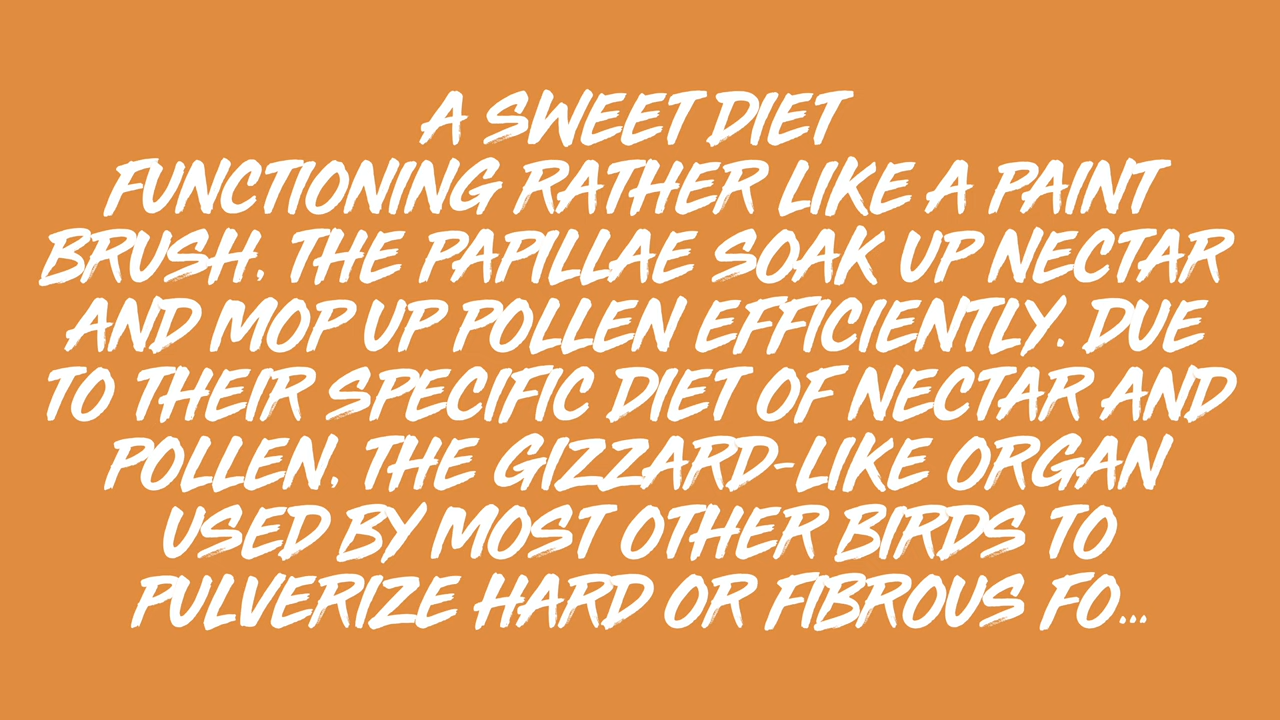 A SWEET DIET
FUNCTIONING RATHER LIKE A PAINT
BRUSH, THE PAPILLAE SOAK UP NECTAR
AND MOP UP POLLEN EFFICIENTLY. DUE
TO THEIR SPECIFIC DIET OF NECTAR AND
POLLEN, THE GIZZARD-LIKE ORGAN
USED BY MOST OTHER BIRDS TO
PULVERIZE HARD OR FIBROUS FO...